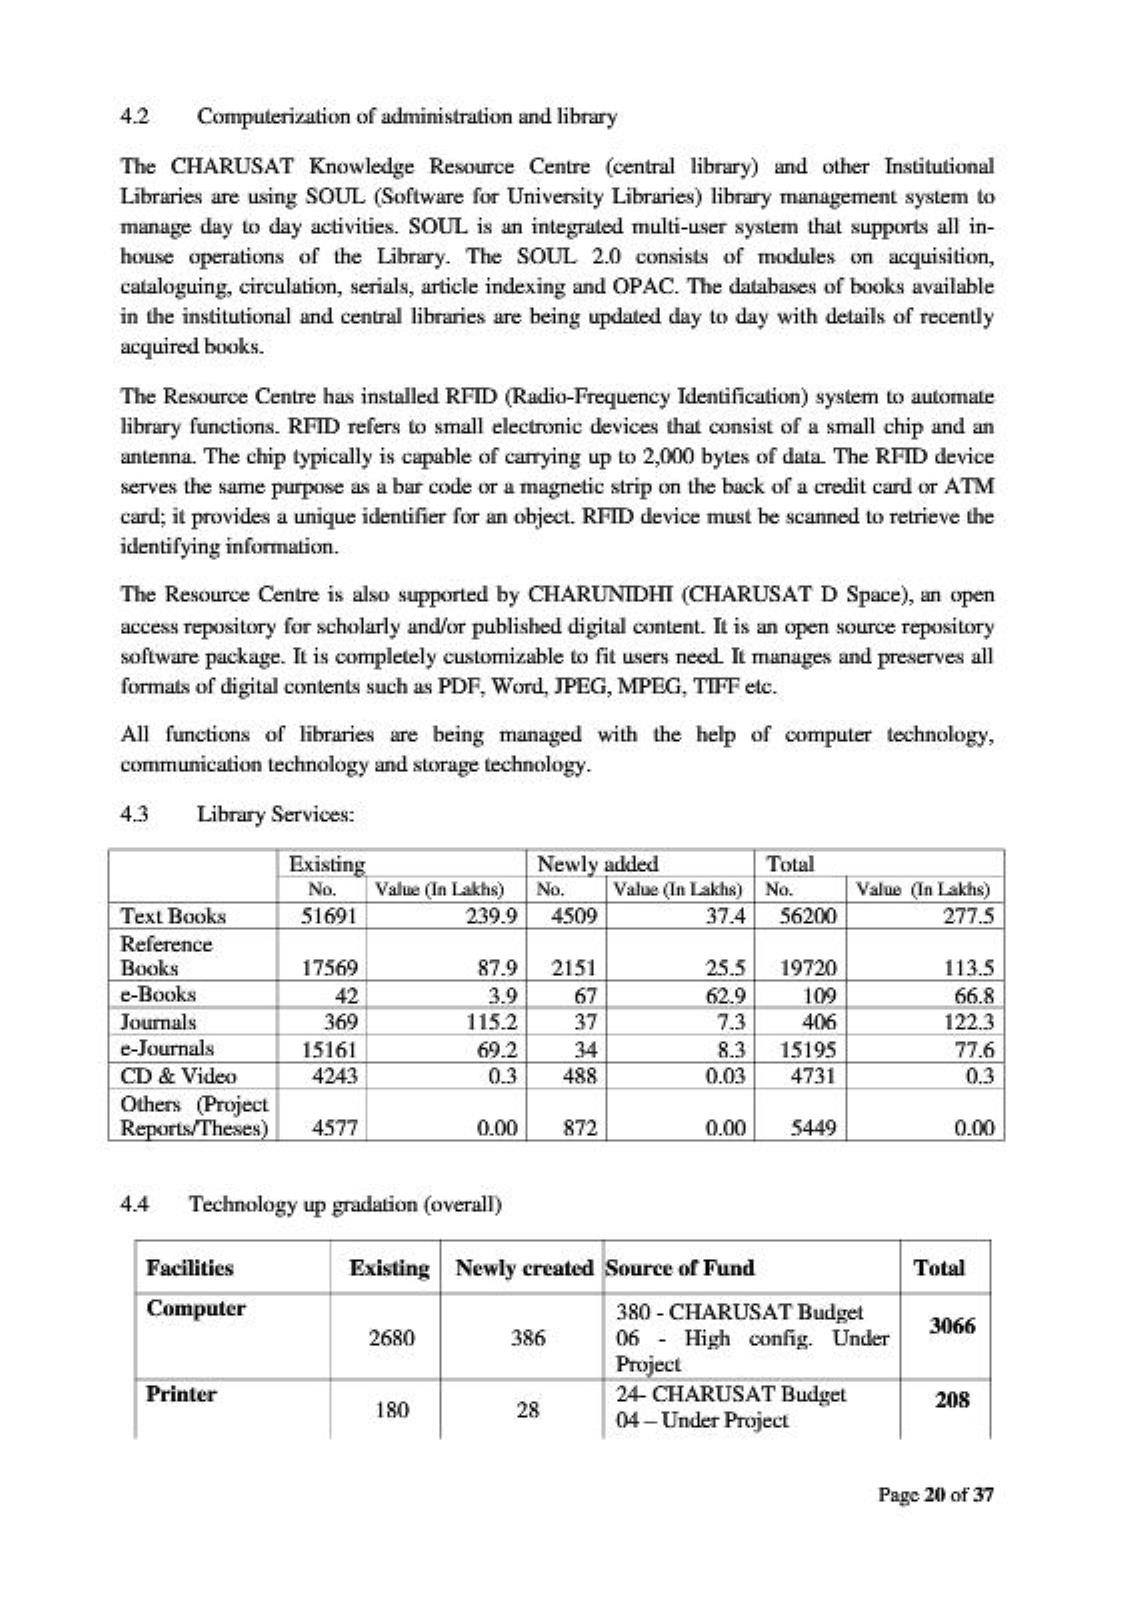 4.2 Computerization of administration and library
The CHARUSAT Knowledge Resource Centre (central library) and other Institutional
Libraries are using SOUL (Software for University Libraries) library management system to
manage day to day activities. SOUL is an integrated multi-user system that supports all in-
house operations of the Library. The SOUL 2.0 consists of modules on acquisition,
cataloguing, circulation, serials, article indexing and OPAC. The databases of books available
in the institutional and central libraries are being updated day to day with details of recently
acquired books.
The Resource Centre has installed RFID (Radio-Frequency Identification) system to automate
library functions. RFID refers to small electronic devices that consist of a small chip and an
antenna. The chip typically is capable of carrying up to 2,000 bytes of data. The RFID device
serves the same purpose as a bar code or a magnetic strip on the back of a credit card or ATM
card; it provides a unique identifier for an object. RFID device must be scanned to retrieve the
identifying information.
The Resource Centre is also supported by CHARUNIDHI (CHARUSAT D Space), an open
access repository for scholarly and/or published digital content. It is an open source repository
software package. It is completely customizable to fit users need. It manages and preserves all
formats of digital contents such as PDF, Word, JPEG, MPEG, TIFF etc.
All functions of libraries are being managed with the help of computer technology,
communication technology and storage technology.
4.3 Library Services:
Existing Newly added Total
No. Value (In Lakhs) No. Value (In Lakhs) No. Value (In Lakhs)
Text Books 51691 239.9 4509 37.4 56200 277.5
Reference
Books 17569 87.9 2151 25.5 19720 113.5
e-Books 42 3.9 67 62.9 109 66.8
Journals 369 115.2 37 7.3 406 122.3
e-Journals 15161 69.2 34 8.3 15195 77.6
CD & Video 4243 0.3 488 0.03 4731 0.3
Others (Project
Reports/Theses) 4577 0.00 872 0.00 5449 0.00
4.4 Technology up gradation (overall)
Facilities Existing Newly created Source of Fund Total
Computer 2680 386 380 - CHARUSAT Budget 3066
06 - High config. Under
Project
Printer 180 28 24- CHARUSAT Budget 208
04 – Under Project
Page 20 of 37